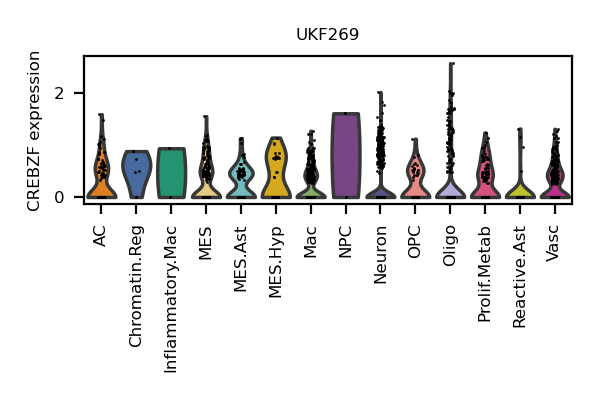 UKF269
CREBZF expression
2
0
AC
Chromatin.Reg
Inflammatory.Mac
MES
MES.Ast
MES.Hyp
Mac
NPC
Neuron
OPC
Oligo
Prolif.Metab
Reactive.Ast
Vasc